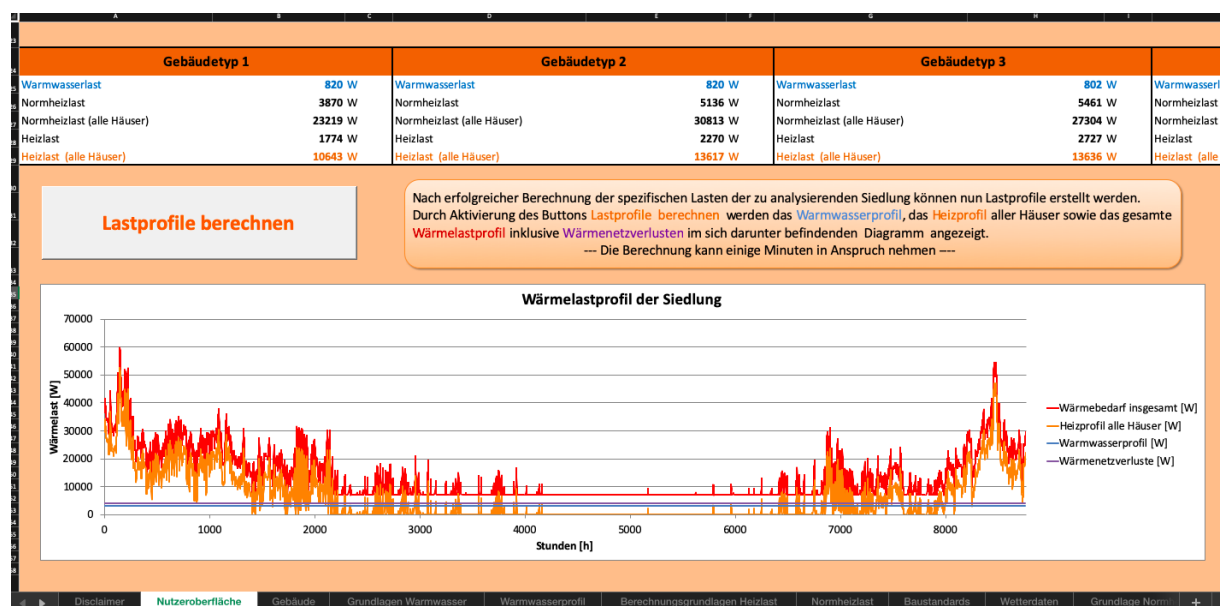 A B C D E F G H I
Gebäudetyp 1 Gebäudetyp 2 Gebäudetyp 3
Warmwasserlast 820 W Warmwasserlast 820 W Warmwasserlast 802 W Warmwasserl
Normheizlast 3870 W Normheizlast 5136 W Normheizlast 5461 W Normheizlast
Normheizlast (alle Häuser) 23219 W Normheizlast (alle Häuser) 30813 W Normheizlast (alle Häuser) 27304 W Normheizlast
Heizlast 1774 W Heizlast 2270 W Heizlast 2727 W Heizlast
Heizlast (alle Häuser) 10643 W Heizlast (alle Häuser) 13617 W Heizlast (alle Häuser) 13636 W Heizlast (alle
Lastprofile berechnen
Nach erfolgreicher Berechnung der spezifischen Lasten der zu analysierenden Siedlung können nun Lastprofile erstellt werden.
Durch Aktivierung des Buttons Lastprofile berechnen werden das Warmwasserprofil, das Heizprofil aller Häuser sowie das gesamte
Wärmelastprofil inklusive Wärmenetzverlusten im sich darunter befindenden Diagramm angezeigt.
--- Die Berechnung kann einige Minuten in Anspruch nehmen ----
Wärmelastprofil der Siedlung
Wärmelast [W]
70000
60000
50000
40000
30000
20000
10000
0
0 1000 2000 3000 4000 5000 6000 7000 8000
Stunden [h]
Wärmebedarf insgesamt [W]
Heizprofil alle Häuser [W]
Warmwasserprofil [W]
Wärmenetzverluste [W]
Disclaimer Nutzeroberfläche Gebäude Grundlagen Warmwasser Warmwasserprofil Berechnungsgrundlagen Heizlast Normheizlast Baustandards Wetterdaten Grundlage Normh +